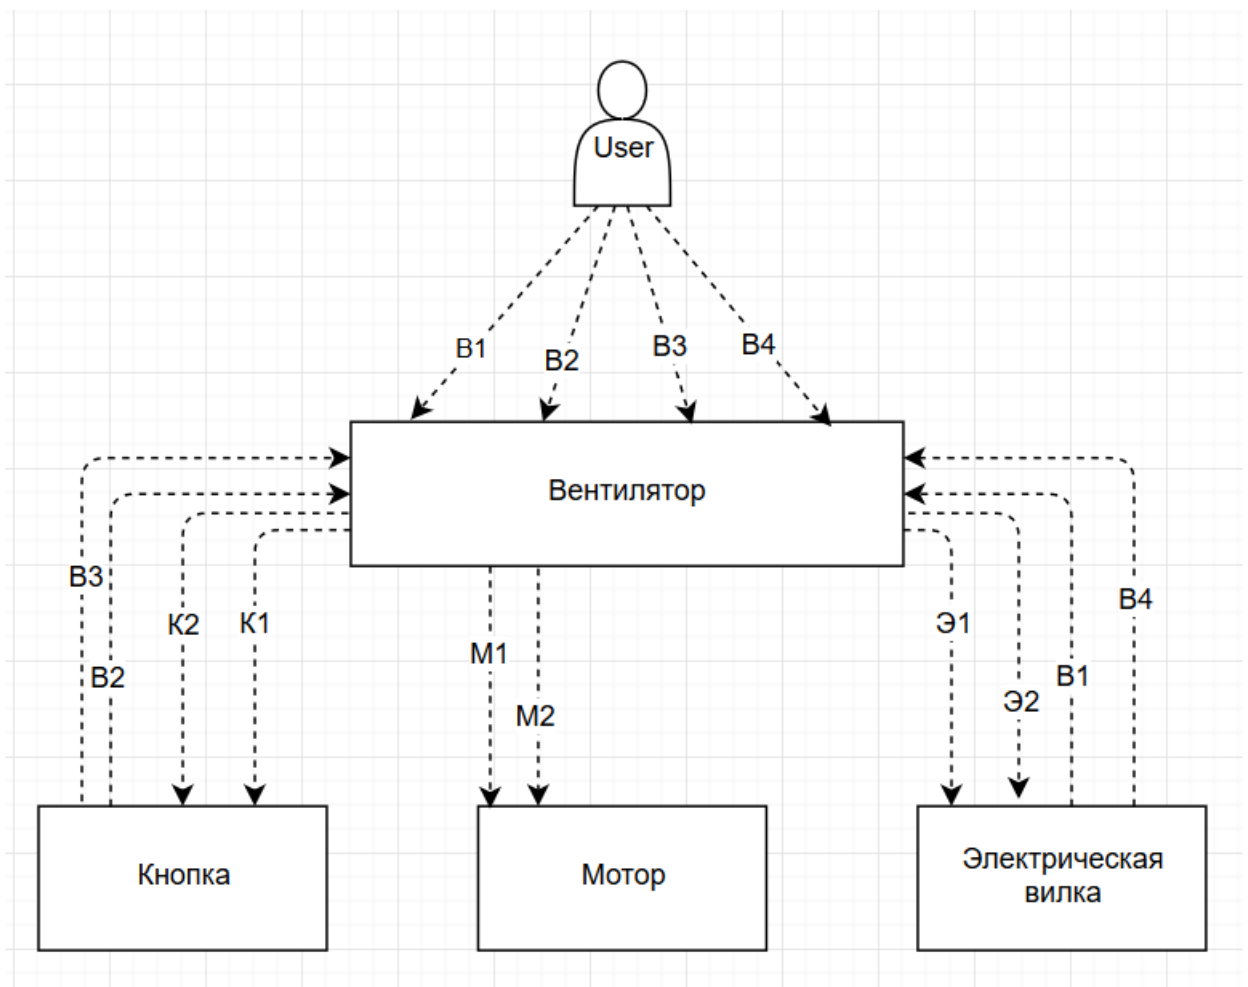 User
В1
В2
В3
В4
Вентилятор
В3
В2
К2
К1
М1
М2
Э1
Э2
В1
В4
Кнопка
Мотор
Электрическая
вилка